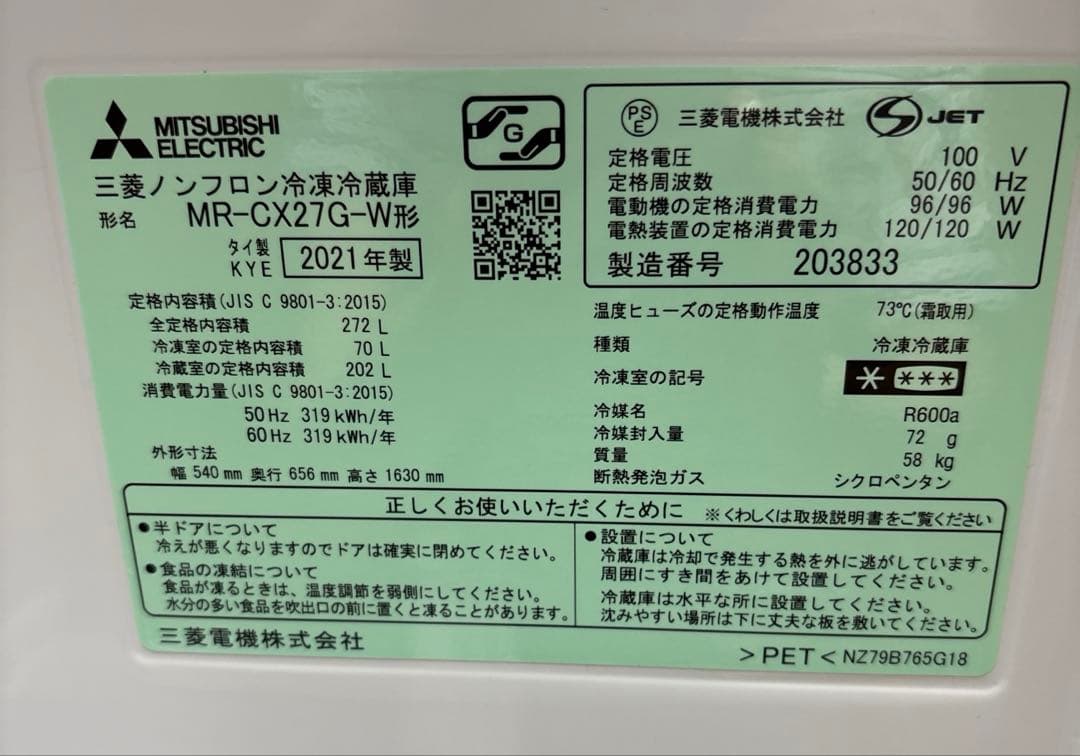 MITSUBISHI
ELECTRIC
G
三菱ノンフロン冷凍冷蔵庫
形名 MR-CX27G-W形
タイ製
KYE 2021年製
定格内容積(JIS C 9801-3:2015)
全定格内容積 272 L
冷凍室の定格内容積 70 L
冷蔵室の定格内容積 202 L
消費電力量(JIS C 9801-3:2015)
50Hz 319kWh/年
60Hz 319kWh/年
外形寸法
幅 540mm 奥行 656mm 高さ 1630mm
PS
E 三菱電機株式会社 S JET
定格電圧 100 V
定格周波数 50/60 Hz
電動機の定格消費電力 96/96 W
電熱装置の定格消費電力 120/120 W
製造番号 203833
温度ヒューズの定格動作温度 73℃(霜取用)
種類 冷凍冷蔵庫
冷凍室の記号 * ***
冷媒名 R600a
冷媒封入量 72 g
質量 58 kg
断熱発泡ガス シクロペンタン
正しくお使いいただくために ※くわしくは取扱説明書をご覧ください
●半ドアについて
冷えが悪くなりますのでドアは確実に閉めてください。
●食品の凍結について
食品が凍るときは、温度調節を弱側にしてください。
水分の多い食品を吹出口の前に置くと凍ることがあります。
●設置について
冷蔵庫は冷却で発生する熱を外に逃がしています。
周囲にすき間をあけて設置してください。
冷蔵庫は水平な所に設置してください。
沈みやすい場所は下に丈夫な板を敷いてください。
三菱電機株式会社
>PET< NZ79B765G18